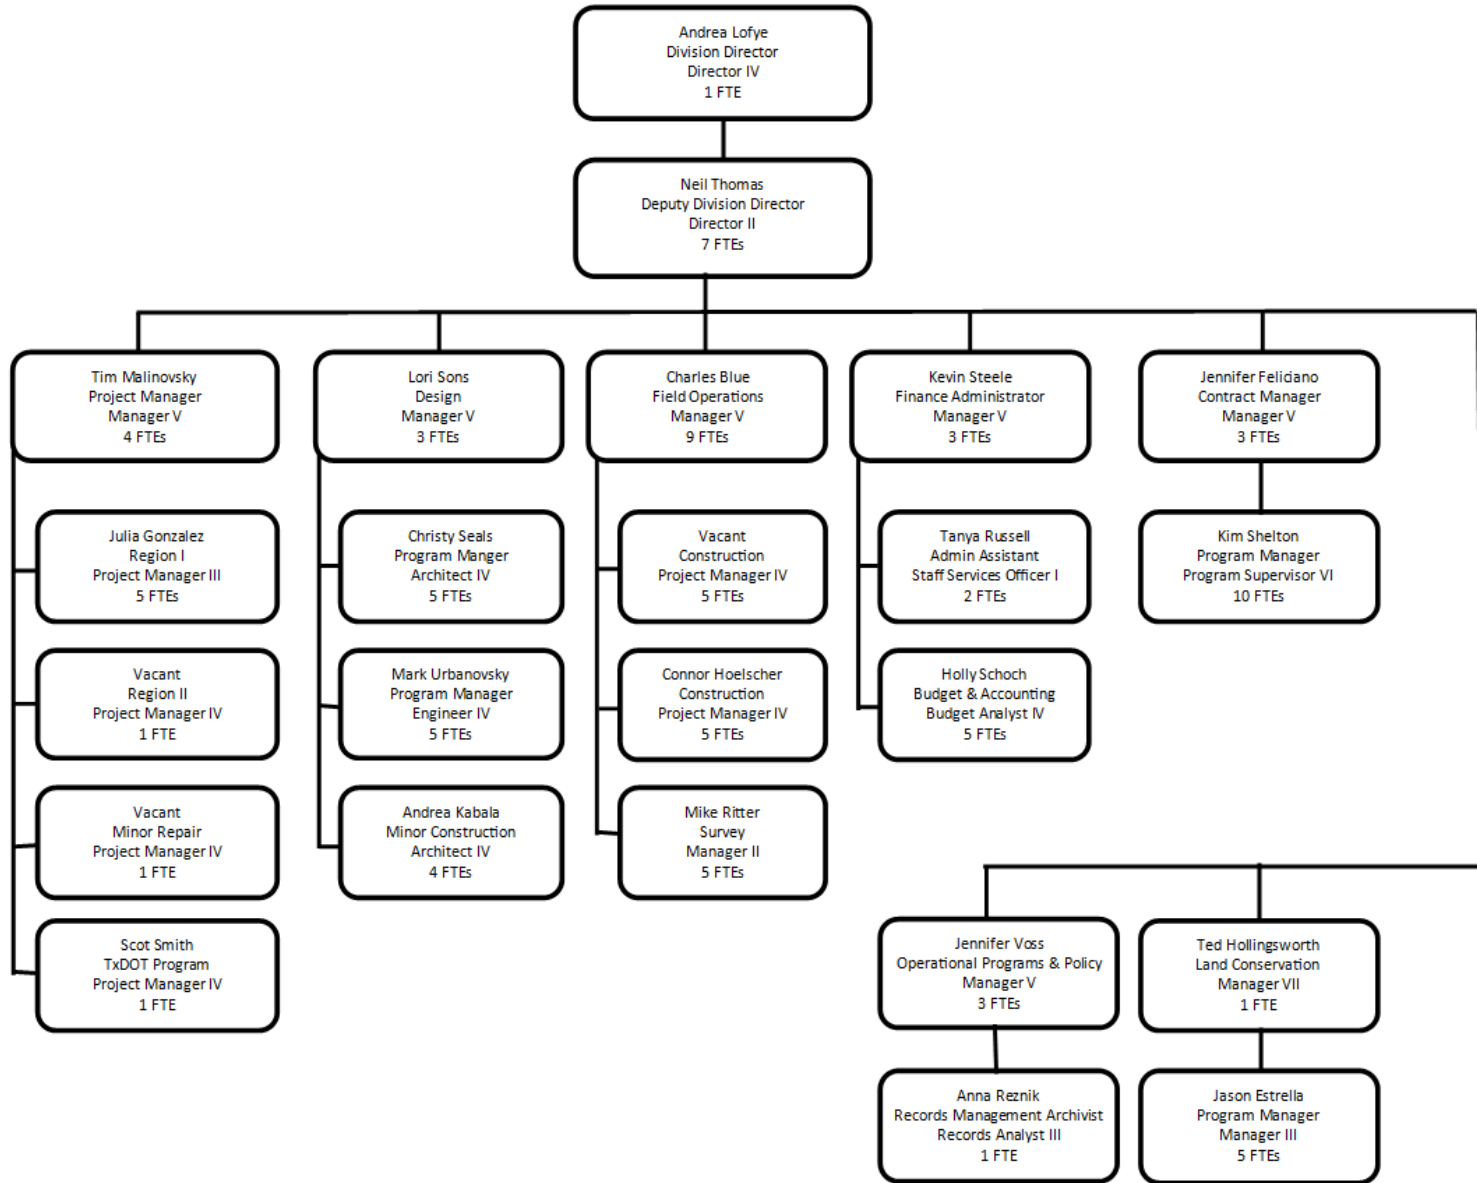 Andrea Lofye
Division Director
Director IV
1 FTE
Neil Thomas
Deputy Division Director
Director II
7 FTEs
Tim Malinovsky
Project Manager
Manager V
4 FTEs
Lori Sons
Design
Manager V
3 FTEs
Charles Blue
Field Operations
Manager V
9 FTEs
Kevin Steele
Finance Administrator
Manager V
3 FTEs
Jennifer Feliciano
Contract Manager
Manager V
3 FTEs
Julia Gonzalez
Region I
Project Manager III
5 FTEs
Christy Seals
Program Manger
Architect IV
5 FTEs
Vacant
Construction
Project Manager IV
5 FTEs
Tanya Russell
Admin Assistant
Staff Services Officer I
2 FTEs
Kim Shelton
Program Manager
Program Supervisor VI
10 FTEs
Vacant
Region II
Project Manager IV
1 FTE
Mark Urbanovsky
Program Manager
Engineer IV
5 FTEs
Connor Hoelscher
Construction
Project Manager IV
5 FTEs
Holly Schoch
Budget & Accounting
Budget Analyst IV
5 FTEs
Vacant
Minor Repair
Project Manager IV
1 FTE
Andrea Kabala
Minor Construction
Architect IV
4 FTEs
Mike Ritter
Survey
Manager II
5 FTEs
Scot Smith
TxDOT Program
Project Manager IV
1 FTE
Jennifer Voss
Operational Programs & Policy
Manager V
3 FTEs
Ted Hollingsworth
Land Conservation
Manager VII
1 FTE
Anna Reznik
Records Management Archivist
Records Analyst III
1 FTE
Jason Estrella
Program Manager
Manager III
5 FTEs